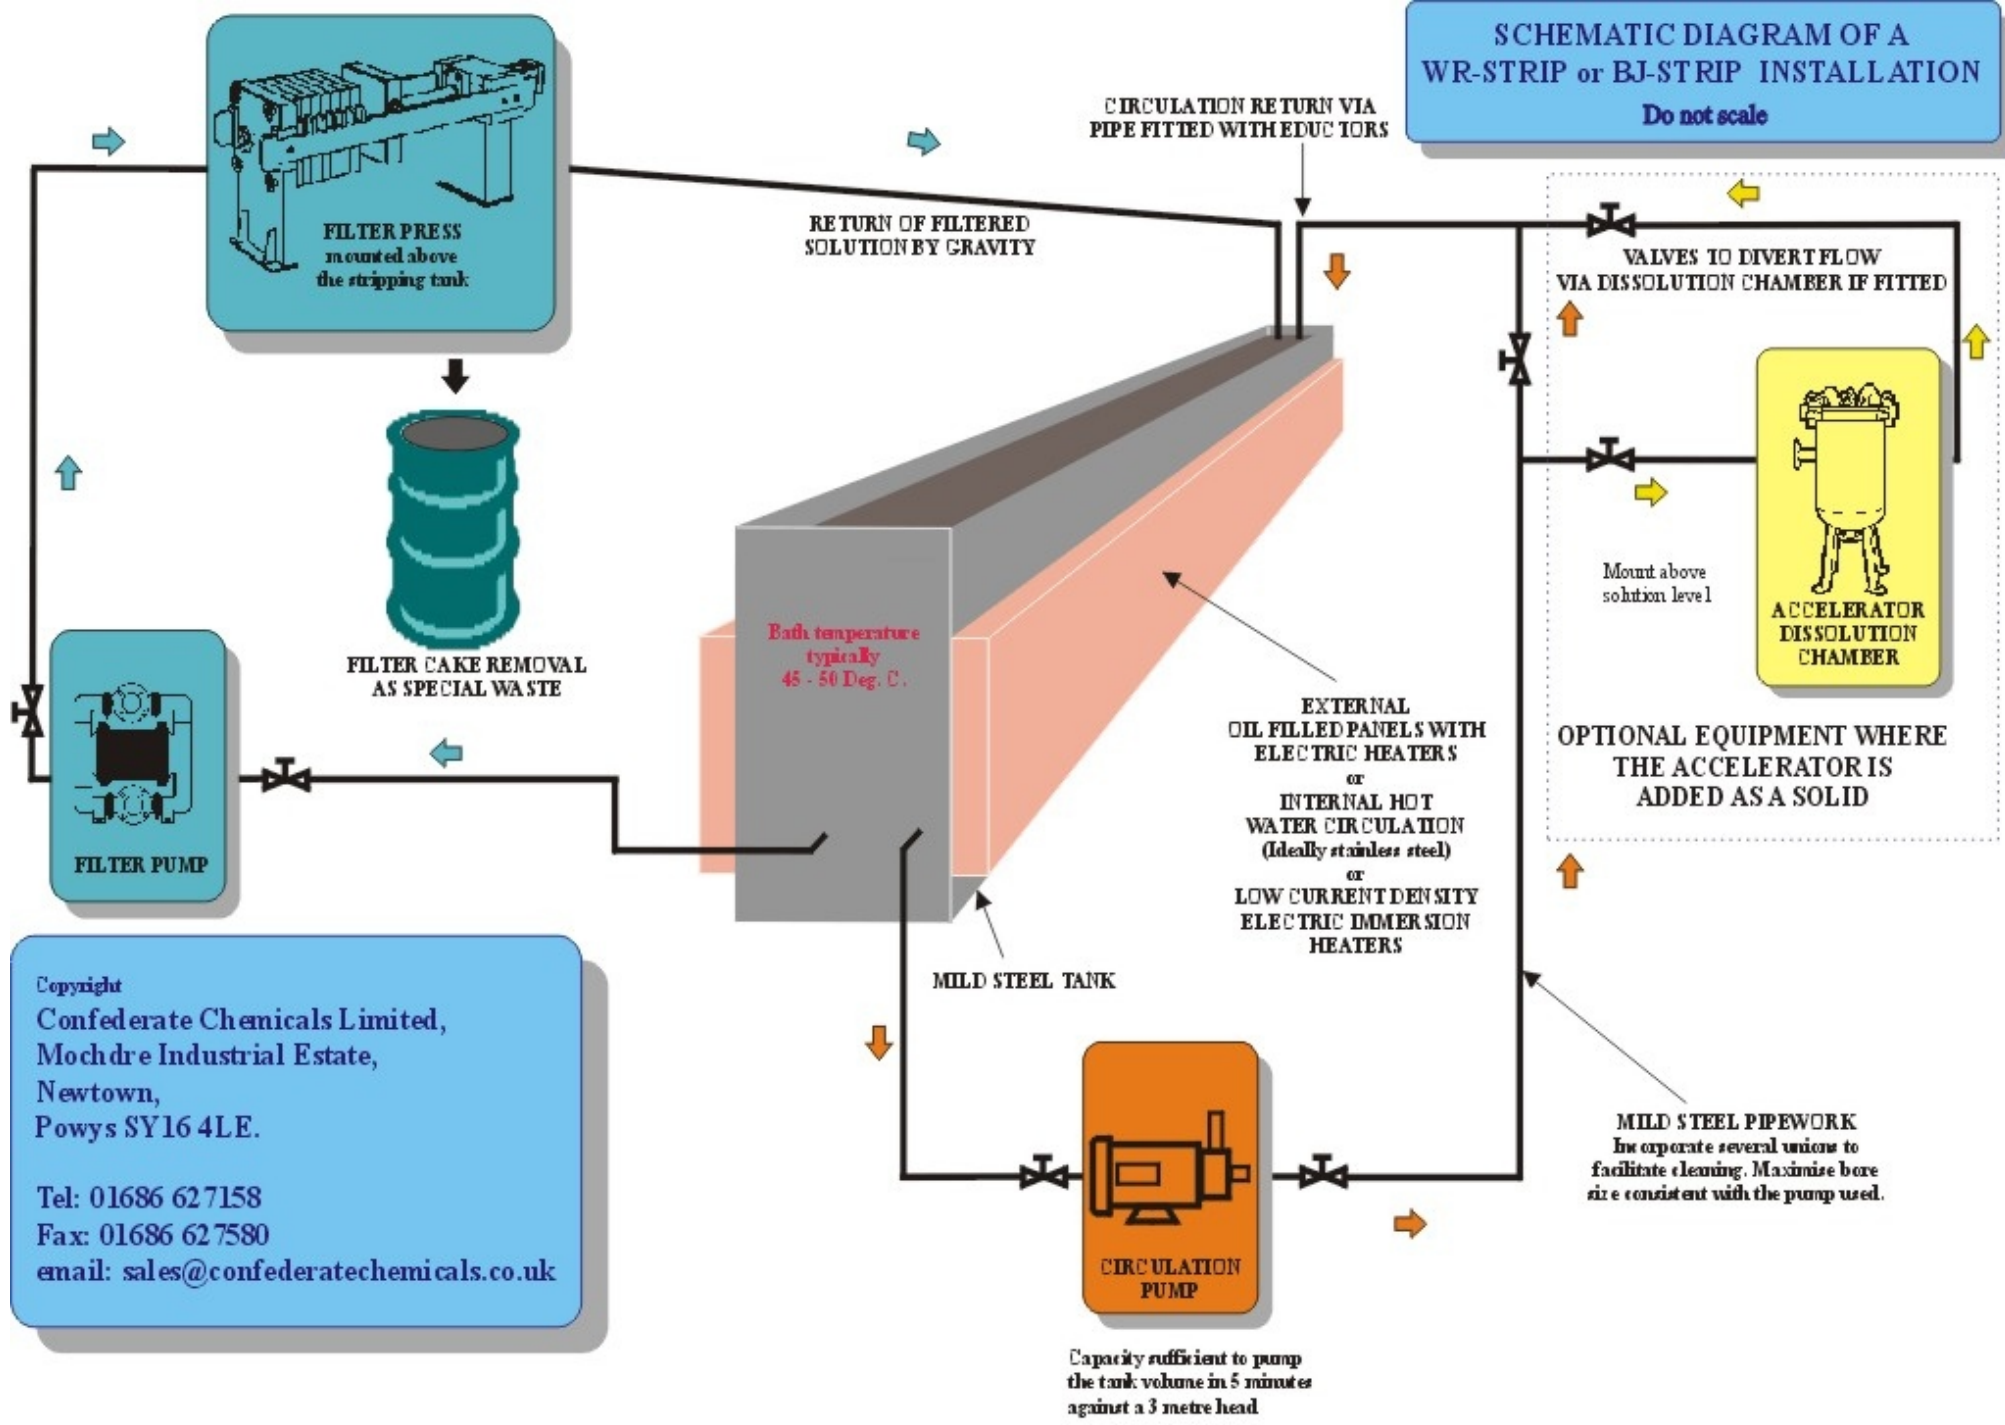 SCHEMATIC DIAGRAM OF A
WR-STRIP or BJ-STRIP INSTALLATION
Do not scale
CIRCULATION RETURN VIA
PIPE FITTED WITH EDUCTORS
FILTER PRESS
mounted above
the stripping tank
RETURN OF FILTERED
SOLUTION BY GRAVITY
VALVES TO DIVERT FLOW
VIA DISSOLUTION CHAMBER IF FITTED
Mount above
solution level
ACCELERATOR
DISSOLUTION
CHAMBER
OPTIONAL EQUIPMENT WHERE
THE ACCELERATOR IS
ADDED AS A SOLID
FILTER CAKE REMOVAL
AS SPECIAL WASTE
Bath temperature
typically
45 - 50 Deg. C.
EXTERNAL
OIL FILLED PANELS WITH
ELECTRIC HEATERS
or
INTERNAL HOT
WATER CIRCULATION
(Ideally stainless steel)
or
LOW CURRENT DENSITY
ELECTRIC IMMERSION
HEATERS
FILTER PUMP
MILD STEEL TANK
Copyright
Confederate Chemicals Limited,
Mochdre Industrial Estate,
Newtown,
Powys SY16 4LE.
Tel: 01686 627158
Fax: 01686 627580
email: sales@confederatechemicals.co.uk
MILD STEEL PIPEWORK
Incorporate several unions to
facilitate cleaning. Maximise bore
size consistent with the pump used.
CIRCULATION
PUMP
Capacity sufficient to pump
the tank volume in 5 minutes
against a 3 metre head